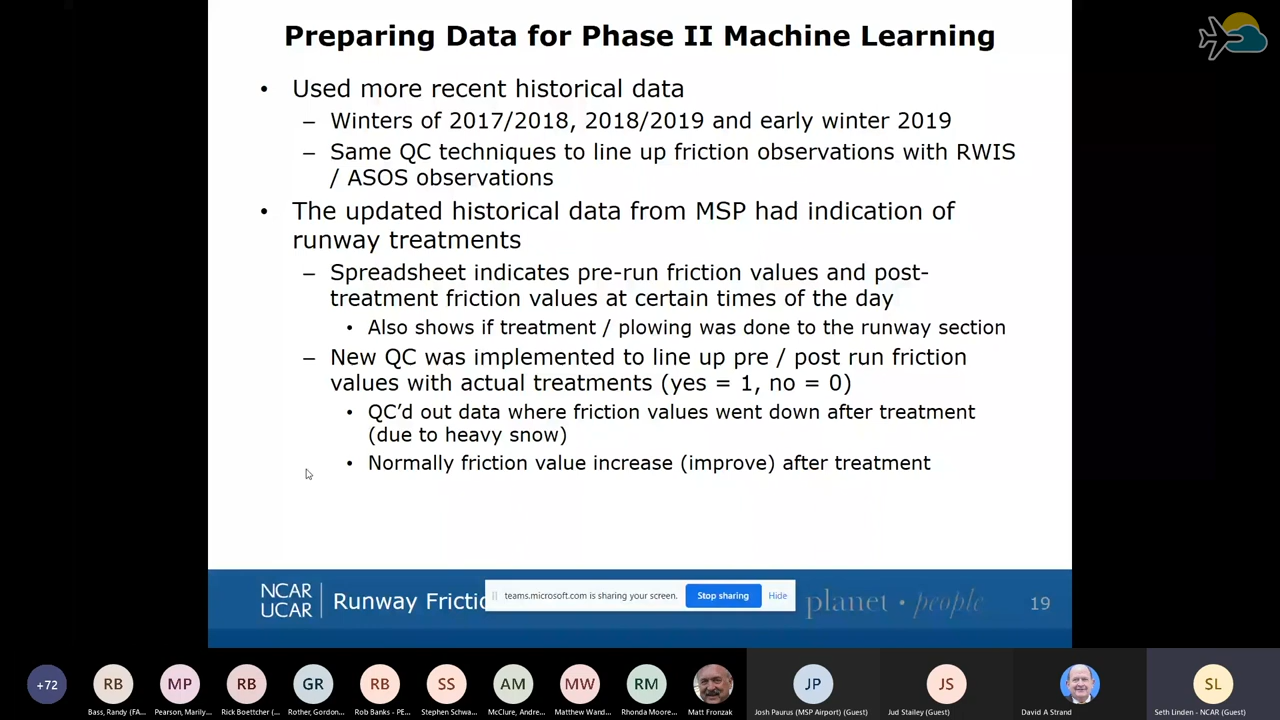 Preparing Data for Phase II Machine Learning
• Used more recent historical data
– Winters of 2017/2018, 2018/2019 and early winter 2019
– Same QC techniques to line up friction observations with RWIS
/ ASOS observations
• The updated historical data from MSP had indication of
runway treatments
– Spreadsheet indicates pre-run friction values and post-
treatment friction values at certain times of the day
• Also shows if treatment / plowing was done to the runway section
– New QC was implemented to line up pre / post run friction
values with actual treatments (yes = 1, no = 0)
• QC’d out data where friction values went down after treatment
(due to heavy snow)
• Normally friction value increase (improve) after treatment
NCAR
UCAR
Runway Frictio
teams.microsoft.com is sharing your screen.
Stop sharing
Hide
planet • people
19
+72
RB
MP
RB
GR
RB
SS
AM
MW
RM
JP
JS
SL
Bass, Randy (FA...
Pearson, Marily...
Rick Boettcher (...
Rother, Gordon...
Rob Banks - PE...
Stephen Schwa...
McClure, Andre...
Matthew Wand...
Rhonda Moore...
Matt Fronzak
Josh Paurus (MSP Airport) (Guest)
Jud Stailey (Guest)
David A Strand
Seth Linden - NCAR (Guest)